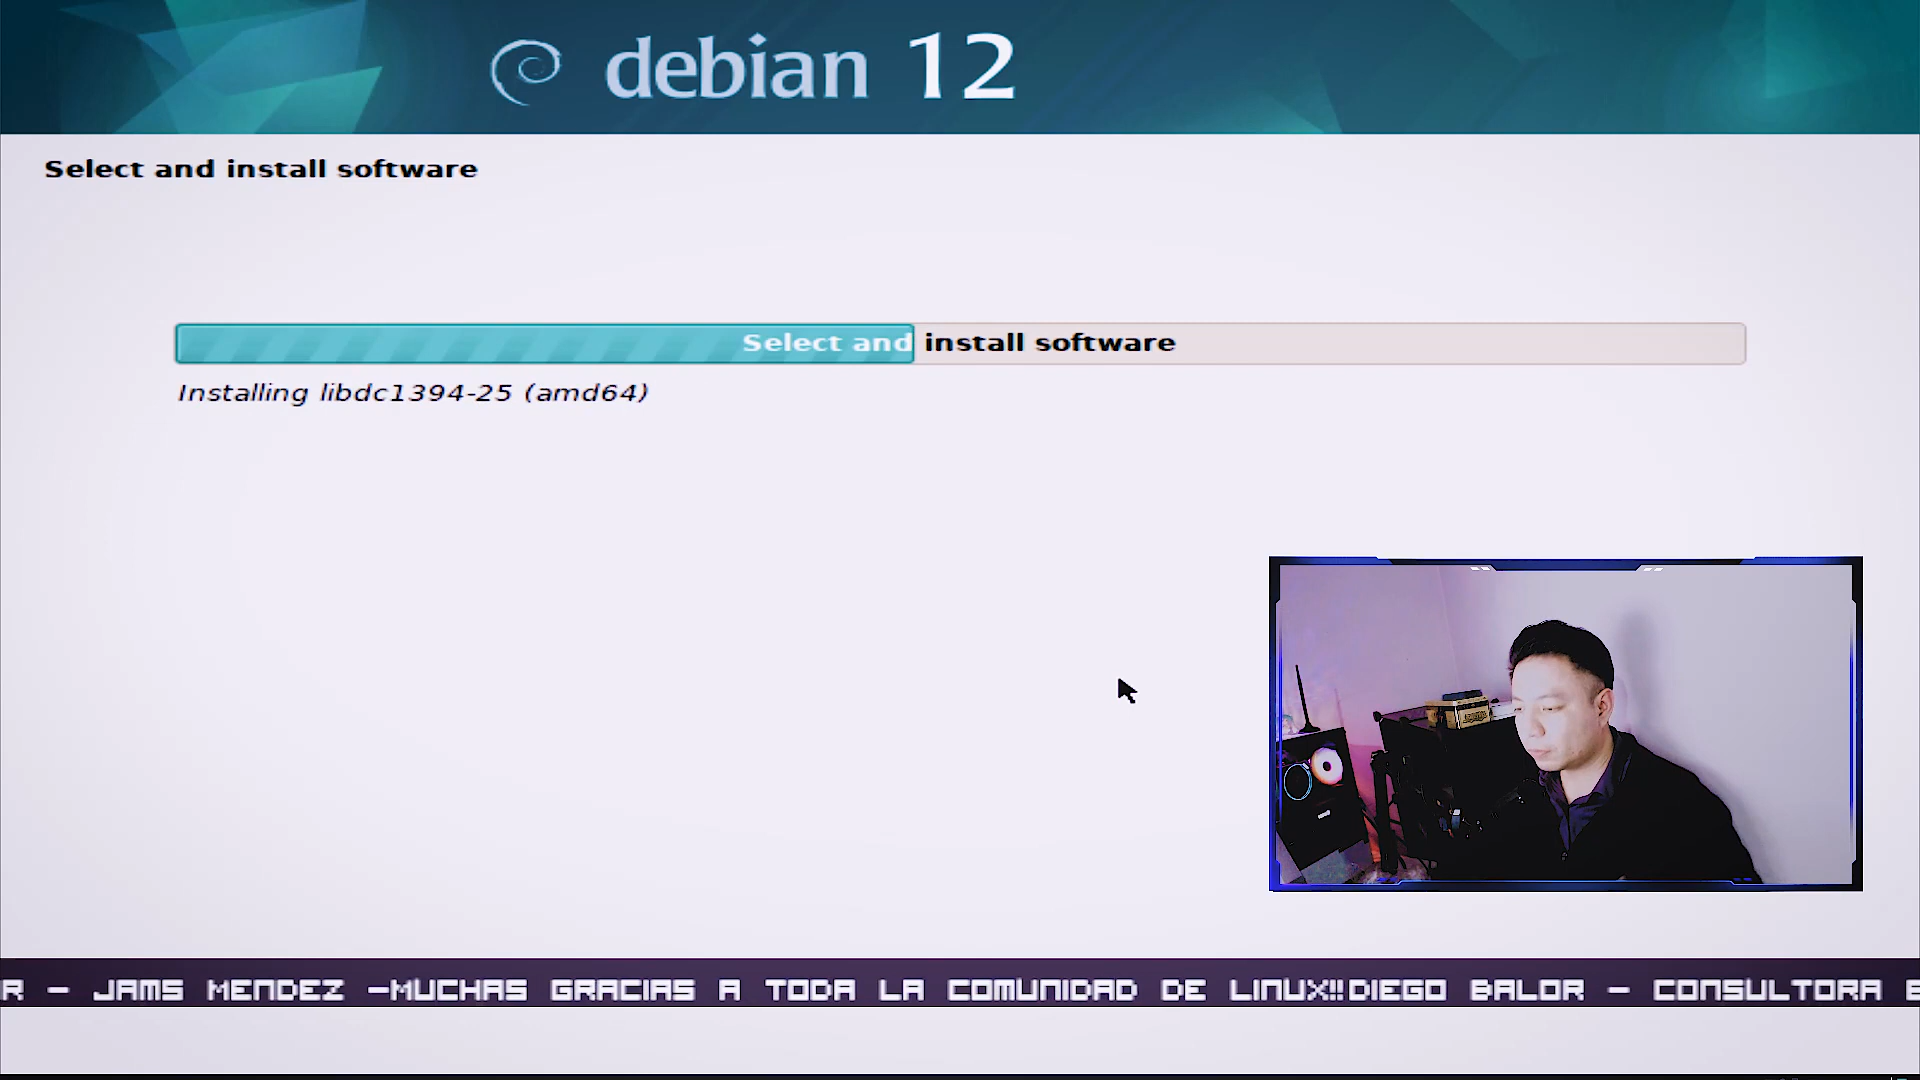 debian 12
Select and install software
Select and install software
Installing libdc1394-25 (amd64)
R - JAMS MENDEZ -MUCHAS GRACIAS A TODA LA COMUNIDAD DE LINUX!!DIEGO BALOR - CONSULTORA